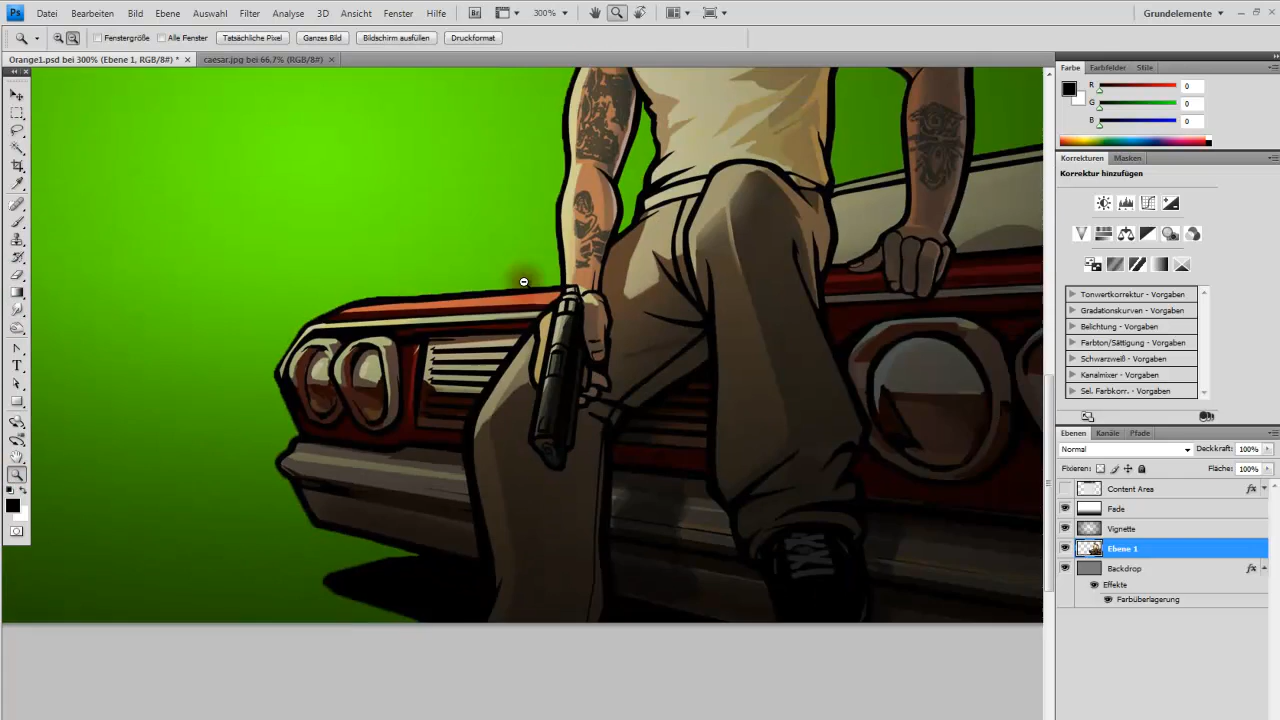 Ps Datei Bearbeiten Bild Ebene Auswahl Filter Analyse 3D Ansicht Fenster Hilfe Br 300% Grundelemente
Fenstergröße Alle Fenster Tatsächliche Pixel Ganzes Bild Bildschirm ausfüllen Druckformat
Orange1.psd bei 300% (Ebene 1, RGB/8#) * caesar.jpg bei 66,7% (RGB/8#)
Farbe Farbfelder Stile
R 0
G 0
B 0
Korrekturen Masken
Korrektur hinzufügen
Tonwertkorrektur - Vorgaben
Gradationskurven - Vorgaben
Belichtung - Vorgaben
Farbton/Sättigung - Vorgaben
Schwarzweiß - Vorgaben
Kanalmixer - Vorgaben
Sel. Farbkorr. - Vorgaben
Ebenen Kanäle Pfade
Normal Deckkraft: 100%
Fixieren: Fläche: 100%
Content Area fx
Fade
Vignette
Ebene 1
Backdrop fx
Effekte
Farbüberlagerung